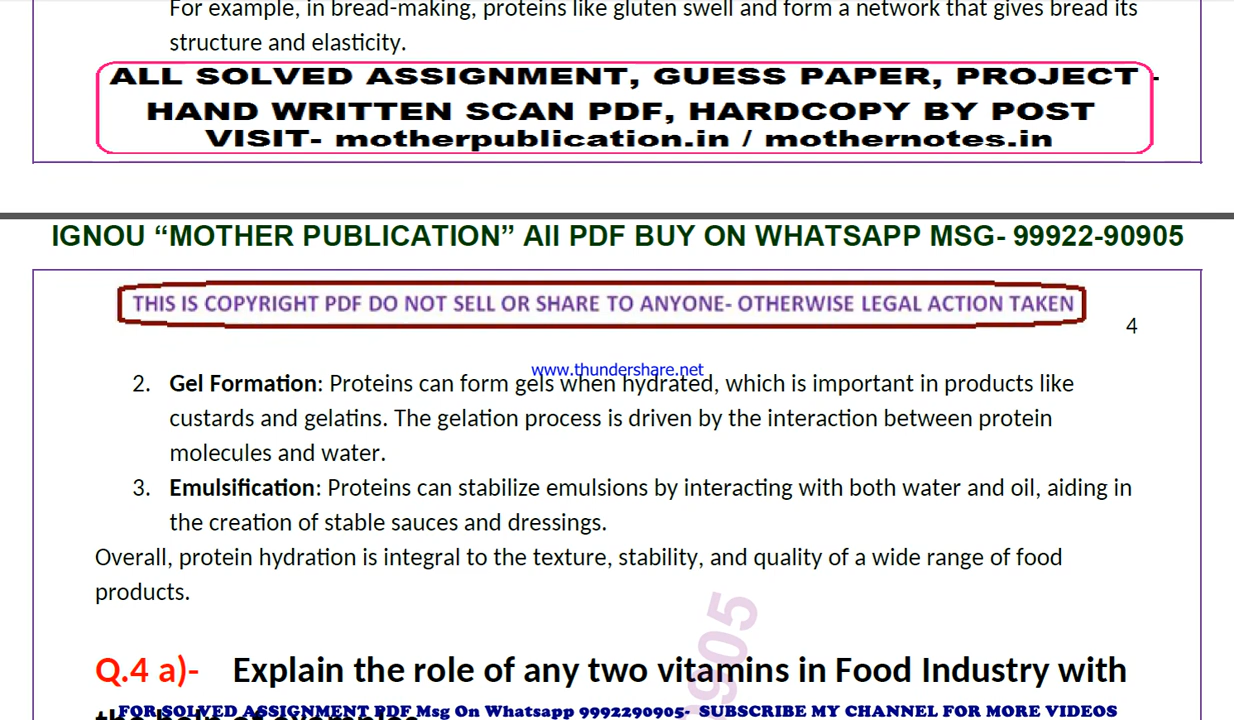 For example, in bread-making, proteins like gluten swell and form a network that gives bread its
structure and elasticity.
ALL SOLVED ASSIGNMENT, GUESS PAPER, PROJECT -
HAND WRITTEN SCAN PDF, HARDCOPY BY POST
VISIT- motherpublication.in / mothernotes.in
IGNOU “MOTHER PUBLICATION” All PDF BUY ON WHATSAPP MSG- 99922-90905
THIS IS COPYRIGHT PDF DO NOT SELL OR SHARE TO ANYONE- OTHERWISE LEGAL ACTION TAKEN
4
www.thundershare.net
2. Gel Formation: Proteins can form gels when hydrated, which is important in products like
custards and gelatins. The gelation process is driven by the interaction between protein
molecules and water.
3. Emulsification: Proteins can stabilize emulsions by interacting with both water and oil, aiding in
the creation of stable sauces and dressings.
Overall, protein hydration is integral to the texture, stability, and quality of a wide range of food
products.
905
Q.4 a)- Explain the role of any two vitamins in Food Industry with
the help of examples
FOR SOLVED ASSIGNMENT PDF Msg On Whatsapp 9992290905- SUBSCRIBE MY CHANNEL FOR MORE VIDEOS